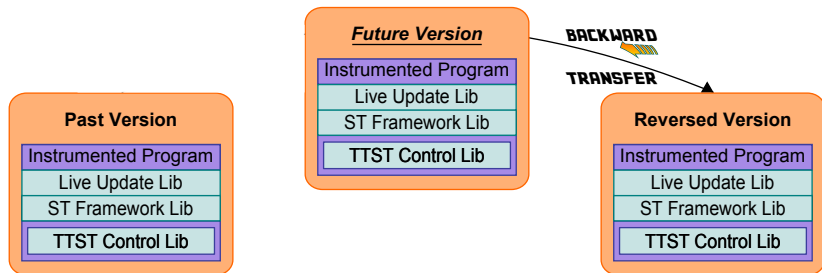 Future Version
Instrumented Program
Live Update Lib
ST Framework Lib
TTST Control Lib
BACKWARD
TRANSFER
Past Version
Instrumented Program
Live Update Lib
ST Framework Lib
TTST Control Lib
Reversed Version
Instrumented Program
Live Update Lib
ST Framework Lib
TTST Control Lib